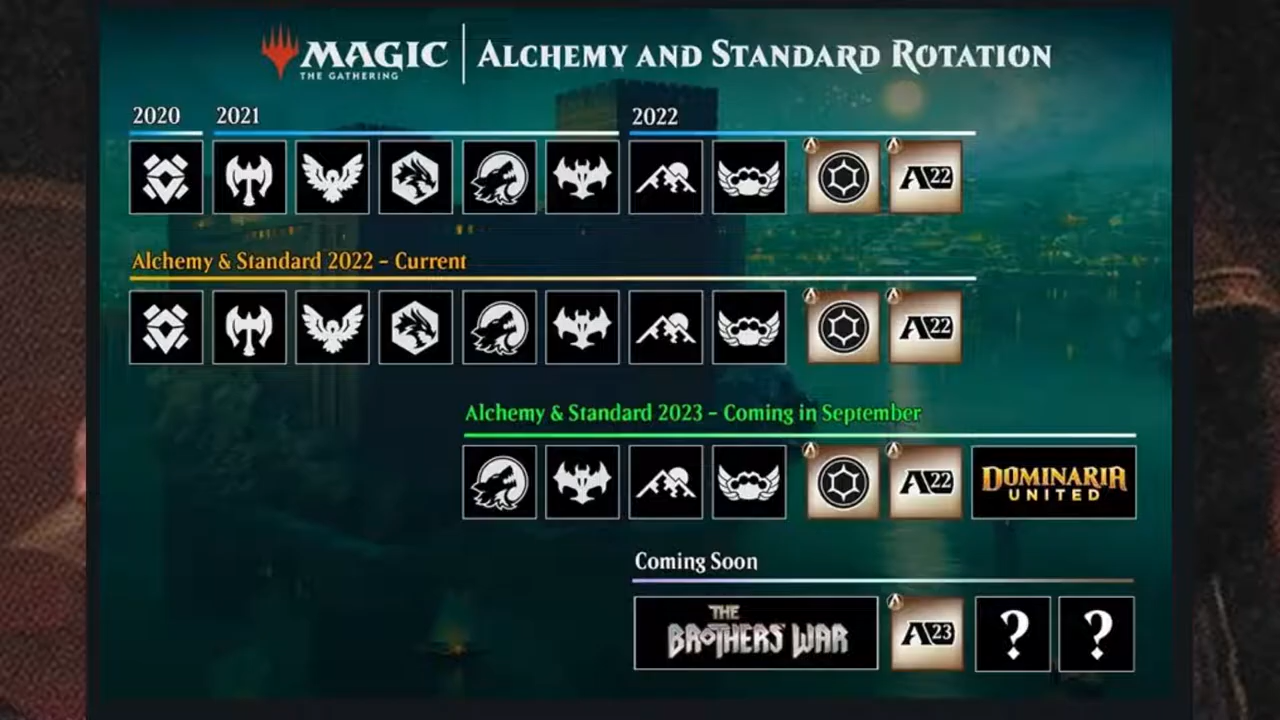 MAGIC
THE GATHERING
ALCHEMY AND STANDARD ROTATION
2020
2021
2022
A22
Alchemy & Standard 2022 – Current
A22
Alchemy & Standard 2023 – Coming in September
A22
DOMINARIA
UNITED
Coming Soon
THE
BROTHERS' WAR
A23
?
?